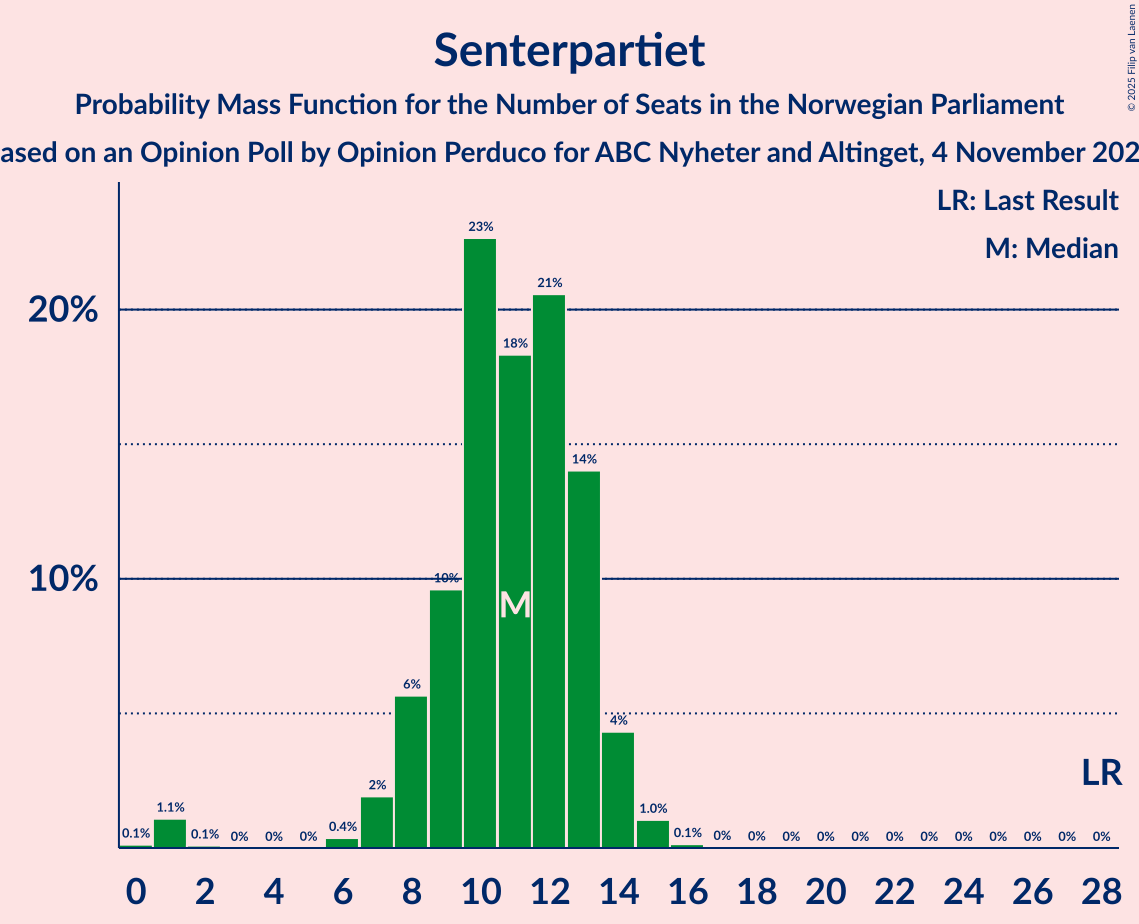 © 2025 Filip van Laenen
Senterpartiet
Probability Mass Function for the Number of Seats in the Norwegian Parliament
ased on an Opinion Poll by Opinion Perduco for ABC Nyheter and Altinget, 4 November 202
LR: Last Result
M: Median
23%
21%
20%
18%
14%
10%
10%
M
6%
4%
LR
2%
1.1%
1.0%
0.4%
0.1% 0.1% 0% 0% 0% 0.1% 0% 0% 0% 0% 0% 0% 0% 0% 0% 0% 0% 0%
0 2 4 6 8 10 12 14 16 18 20 22 24 26 28